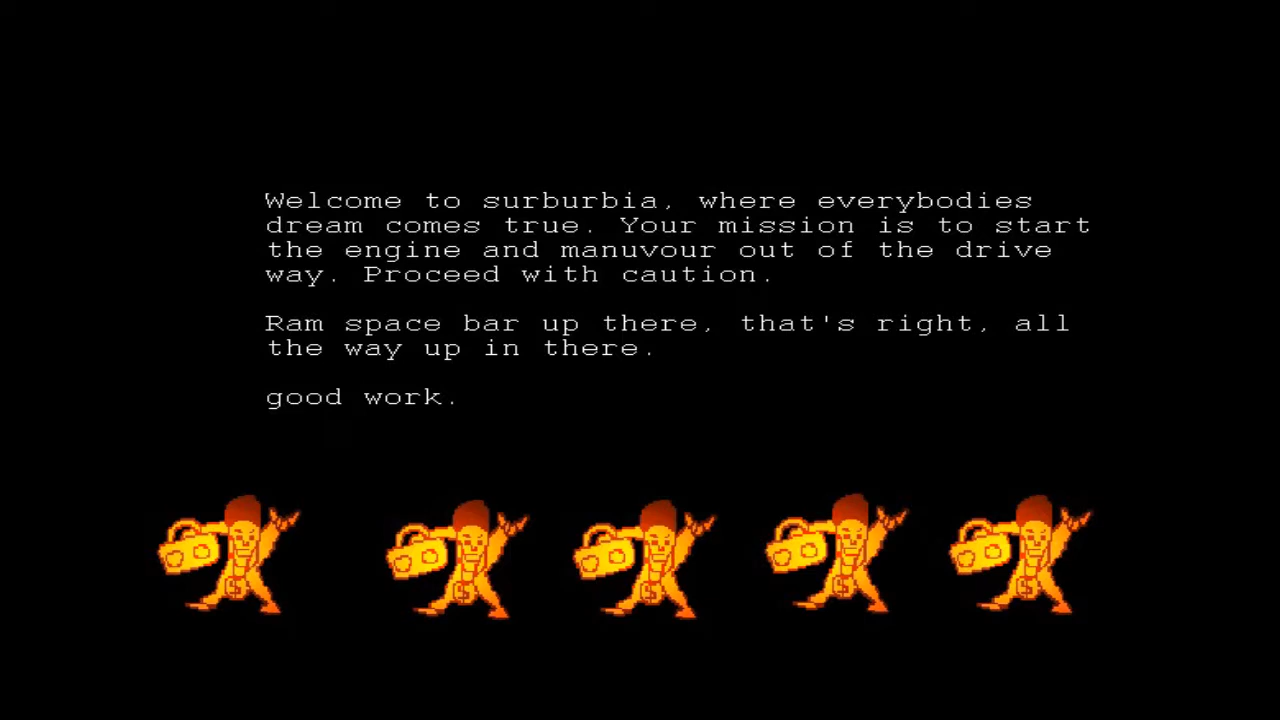 Welcome to surburbia, where everybodies
dream comes true. Your mission is to start
the engine and manuvour out of the drive
way. Proceed with caution.
Ram space bar up there, that's right, all
the way up in there.
good work.